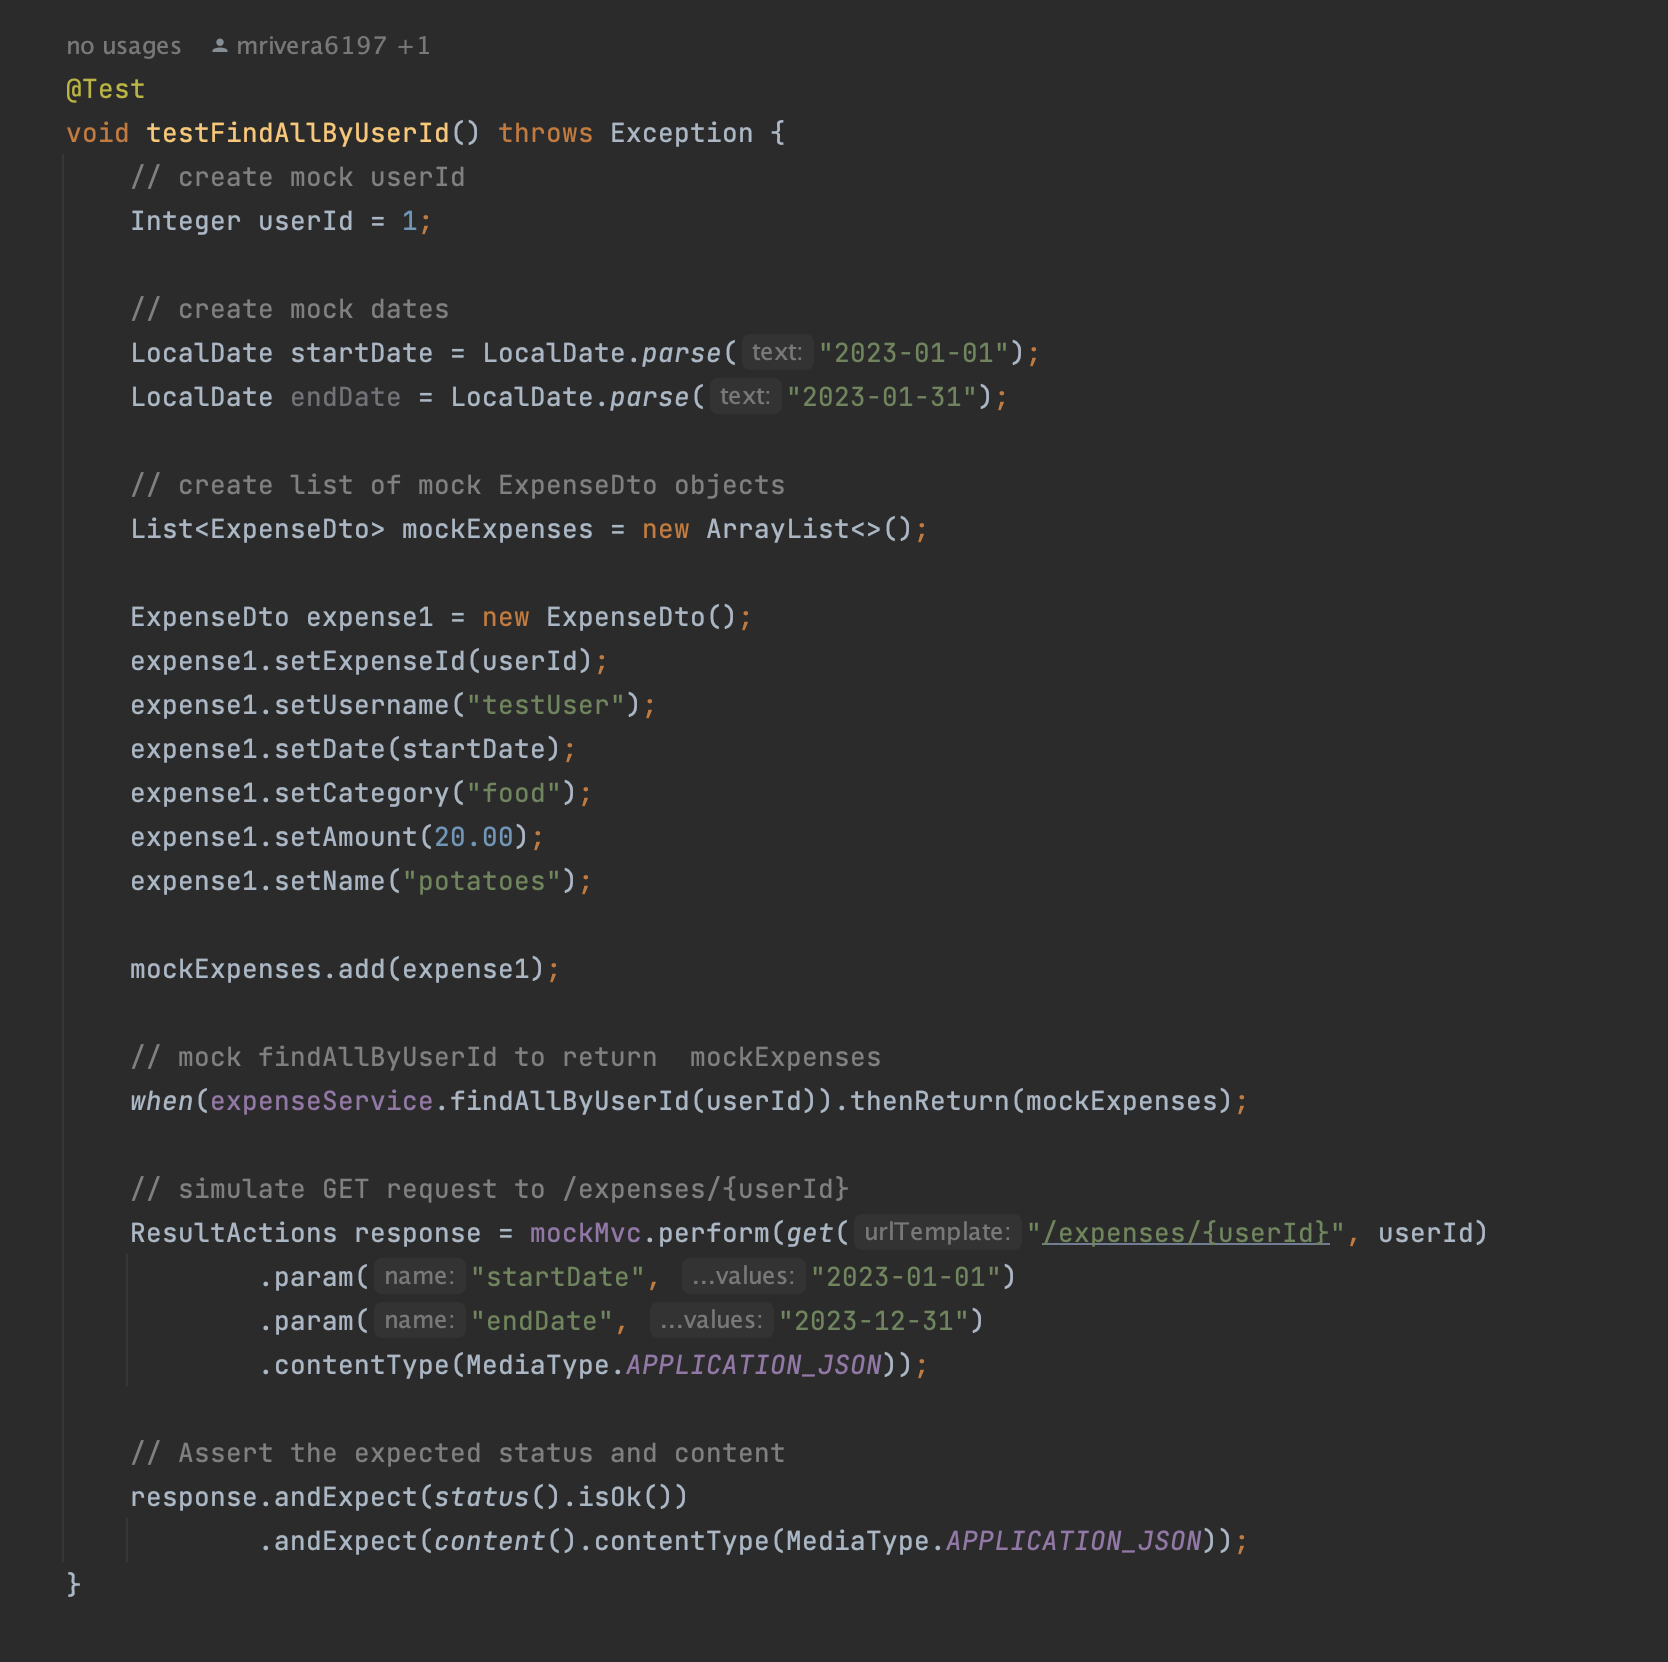 no usages mrivera6197 +1
@Test
void testFindAllByUserId() throws Exception {
// create mock userId
Integer userId = 1;
// create mock dates
LocalDate startDate = LocalDate.parse( text: "2023-01-01");
LocalDate endDate = LocalDate.parse( text: "2023-01-31");
// create list of mock ExpenseDto objects
List<ExpenseDto> mockExpenses = new ArrayList<>();
ExpenseDto expense1 = new ExpenseDto();
expense1.setExpenseId(userId);
expense1.setUsername("testUser");
expense1.setDate(startDate);
expense1.setCategory("food");
expense1.setAmount(20.00);
expense1.setName("potatoes");
mockExpenses.add(expense1);
// mock findAllByUserId to return  mockExpenses
when(expenseService.findAllByUserId(userId)).thenReturn(mockExpenses);
// simulate GET request to /expenses/{userId}
ResultActions response = mockMvc.perform(get( urlTemplate: "/expenses/{userId}", userId)
.param( name: "startDate", ...values: "2023-01-01")
.param( name: "endDate", ...values: "2023-12-31")
.contentType(MediaType.APPLICATION_JSON));
// Assert the expected status and content
response.andExpect(status().isOk())
.andExpect(content().contentType(MediaType.APPLICATION_JSON));
}